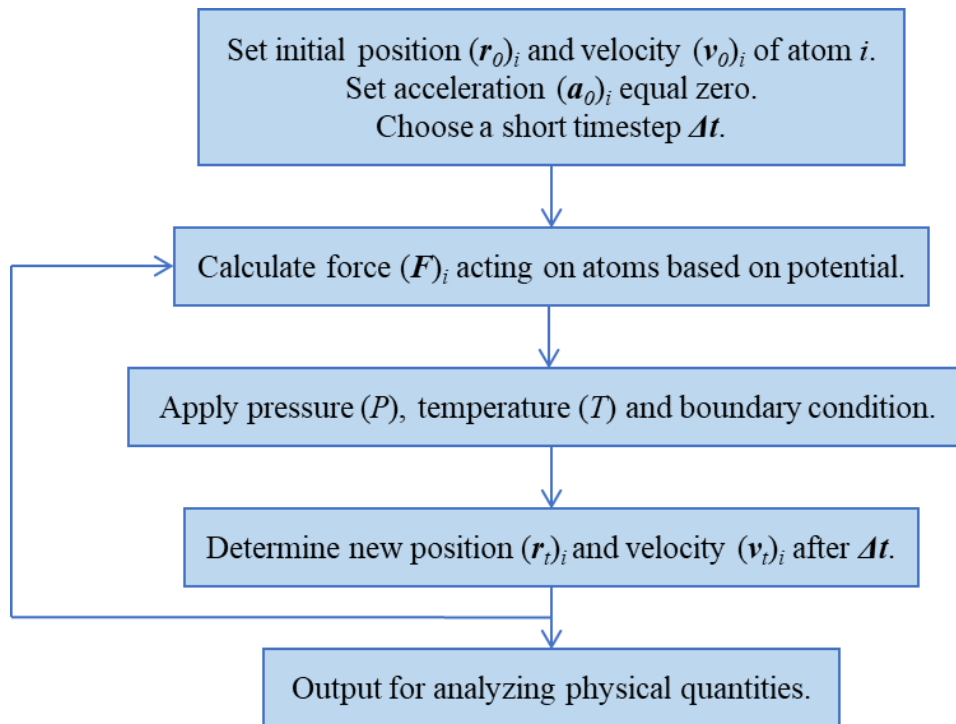 Set initial position (r₀)ᵢ and velocity (v₀)ᵢ of atom i.
Set acceleration (a₀)ᵢ equal zero.
Choose a short timestep Δt.
Calculate force (F)ᵢ acting on atoms based on potential.
Apply pressure (P), temperature (T) and boundary condition.
Determine new position (rₜ)ᵢ and velocity (vₜ)ᵢ after Δt.
Output for analyzing physical quantities.